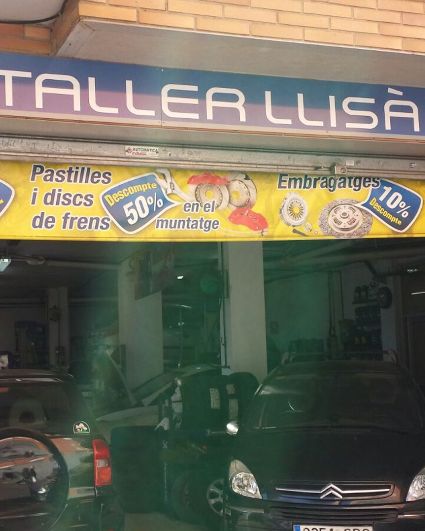 TALLER LLISÀ
Pastilles
i discs
de frens
Descompte
50%
en el
muntatge
Embragatges
10%
Descompte